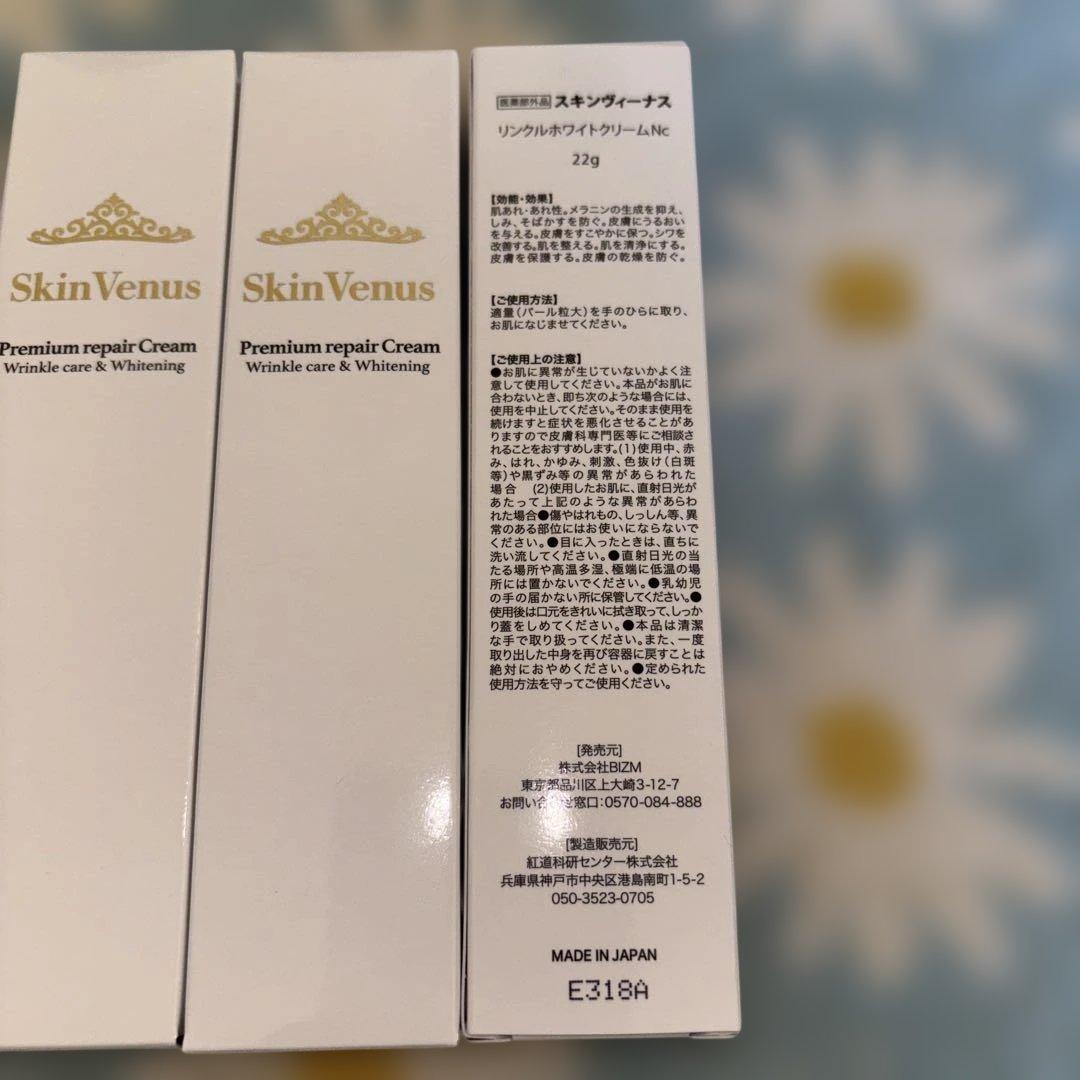 SkinVenus
Premium repair Cream
Wrinkle care & Whitening
SkinVenus
Premium repair Cream
Wrinkle care & Whitening
医薬部外品 スキンヴィーナス
リンクルホワイトクリームNc
22g
【効能・効果】
肌あれ・あれ性。メラニンの生成を抑え、
しみ、そばかすを防ぐ。皮膚にうるおい
を与える。皮膚をすこやかに保つ。シワを
改善する。肌を整える。肌を清浄にする。
皮膚を保護する。皮膚の乾燥を防ぐ。
【ご使用方法】
適量（パール粒大）を手のひらに取り、
お肌になじませてください。
【ご使用上の注意】
●お肌に異常が生じていないかよく注
意して使用してください。本品がお肌に
合わないとき、即ち次のような場合には、
使用を中止してください。そのまま使用を
続けますと症状を悪化させることがあ
りますので皮膚科専門医等にご相談さ
れることをおすすめします。(1)使用中、赤
み、はれ、かゆみ、刺激、色抜け（白斑
等）や黒ずみ等の異常があらわれた
場合 (2)使用したお肌に、直射日光が
あたって上記のような異常があらわ
れた場合●傷やはれもの、しっしん等、異
常のある部位にはお使いにならないで
ください。●目に入ったときは、直ちに
洗い流してください。●直射日光の当
たる場所や高温多湿、極端に低温の場
所には置かないでください。●乳幼児
の手の届かない所に保管してください。●
使用後は口元をきれいに拭き取って、しっか
り蓋をしめてください。●本品は清潔
な手で取り扱ってください。また、一度
取り出した中身を再び容器に戻すことは
絶対におやめください。●定められた
使用方法を守ってご使用ください。
[発売元]
株式会社BIZM
東京都品川区上大崎3-12-7
お問い合わせ窓口：0570-084-888
[製造販売元]
紅道科研センター株式会社
兵庫県神戸市中央区港島南町1-5-2
050-3523-0705
MADE IN JAPAN
E318A